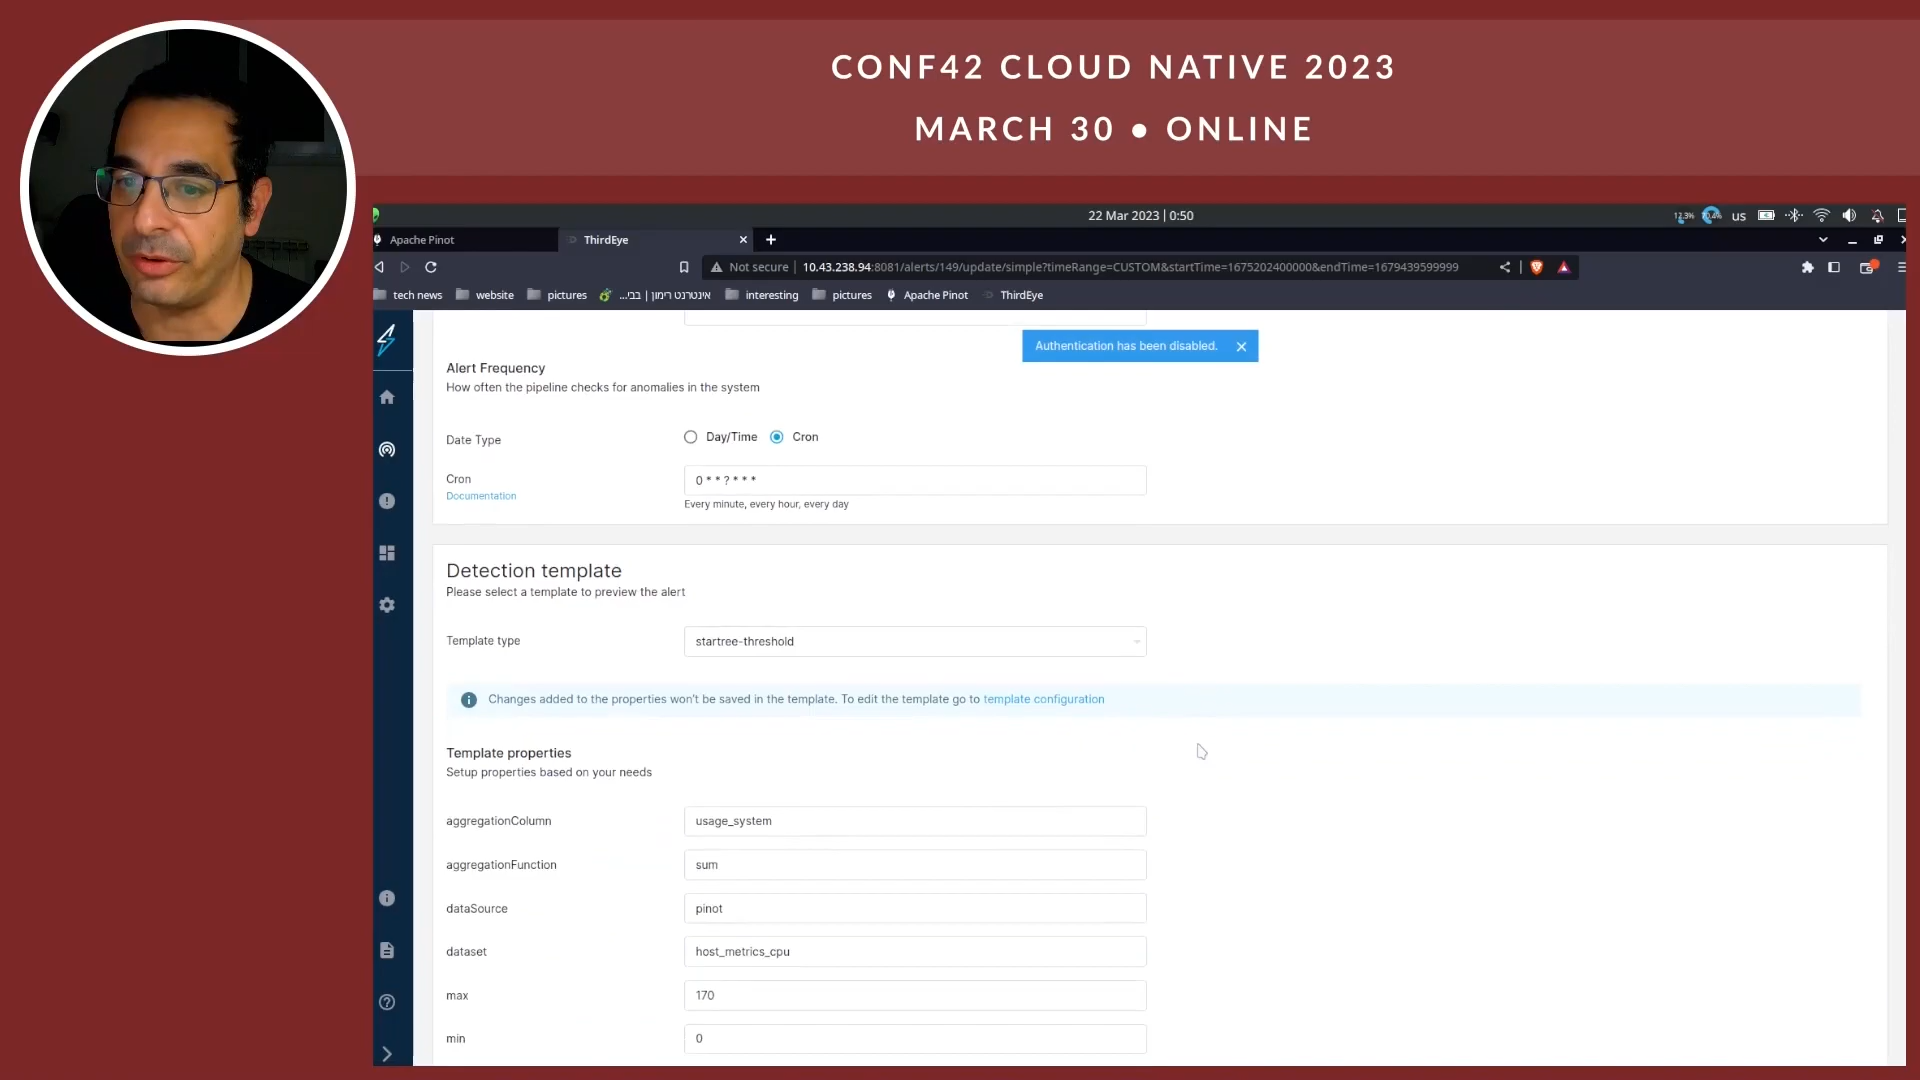 CONF42 CLOUD NATIVE 2023
MARCH 30 ● ONLINE
22 Mar 2023 | 0:50
12.3%
us
Apache Pinot
ThirdEye
Not secure
10.43.238.94:8081/alerts/149/update/simple?timeRange=CUSTOM&startTime=1675202400000&endTime=1679439599999
tech news
website
pictures
אינטרנט רימון | בבי...
interesting
pictures
Apache Pinot
ThirdEye
Authentication has been disabled.
Alert Frequency
How often the pipeline checks for anomalies in the system
Date Type
Day/Time
Cron
Cron
0 * * ? * * *
Documentation
Every minute, every hour, every day
Detection template
Please select a template to preview the alert
Template type
startree-threshold
Changes added to the properties won't be saved in the template. To edit the template go to template configuration
Template properties
Setup properties based on your needs
aggregationColumn
usage_system
aggregationFunction
sum
dataSource
pinot
dataset
host_metrics_cpu
max
170
min
0